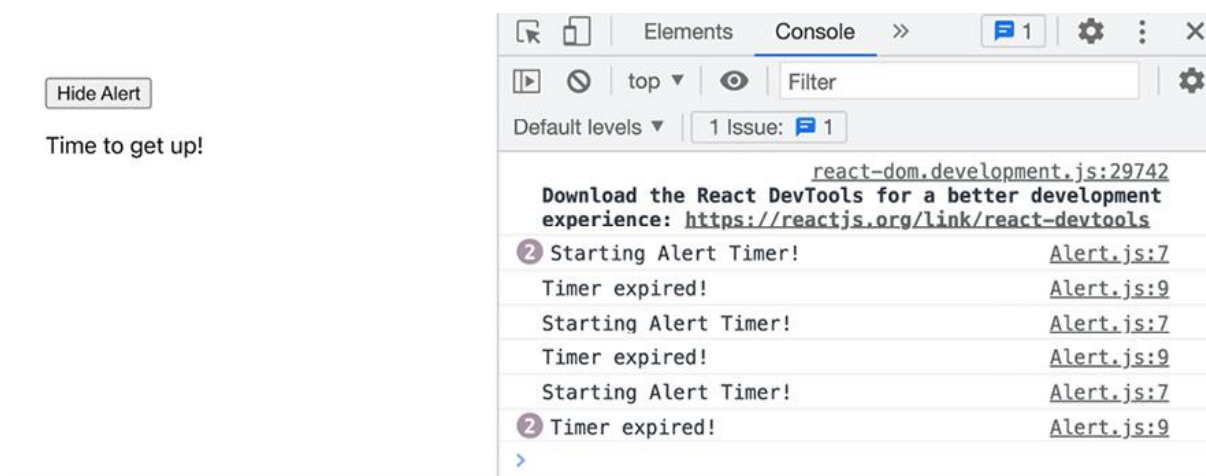 Hide Alert
Time to get up!
Elements Console » 1
top ▼ Filter
Default levels ▼ 1 Issue: 1
react-dom.development.js:29742
Download the React DevTools for a better development
experience: https://reactjs.org/link/react-devtools
2 Starting Alert Timer! Alert.js:7
Timer expired! Alert.js:9
Starting Alert Timer! Alert.js:7
Timer expired! Alert.js:9
Starting Alert Timer! Alert.js:7
2 Timer expired! Alert.js:9
>